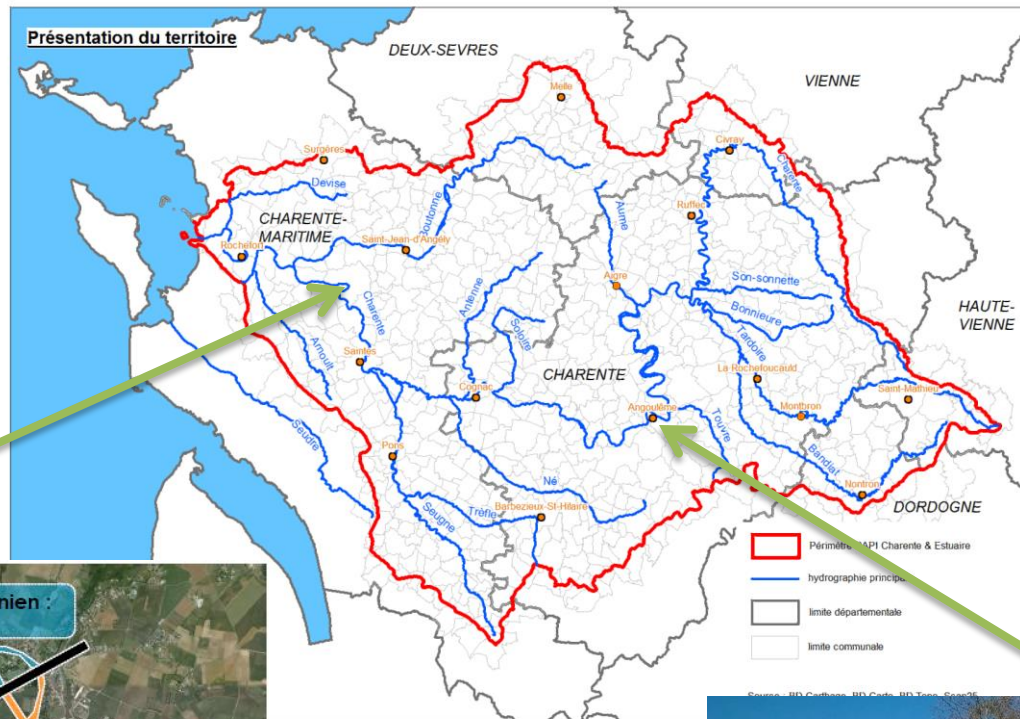 Présentation du territoire
DEUX-SEVRES
VIENNE
Melle
Civray
Charente
Surgères
Devise
Boutonne
Aume
Ruffec
CHARENTE-
MARITIME
Saint-Jean-d'Angély
Rochefort
Aigre
Son-sonnette
Bonnieure
HAUTE-
VIENNE
Charente
Antenne
Soloire
Tardoire
Arnoult
Saintes
CHARENTE
La Rochefoucauld
Saint-Mathieu
Cognac
Angoulême
Montbron
Touvre
Seudre
Pons
Bandiat
Né
Nontron
DORDOGNE
Trèfle
Barbezieux-St-Hilaire
Seugne
Périmètre PAPI Charente & Estuaire
hydrographie
limite départementale
limite communale
nien :